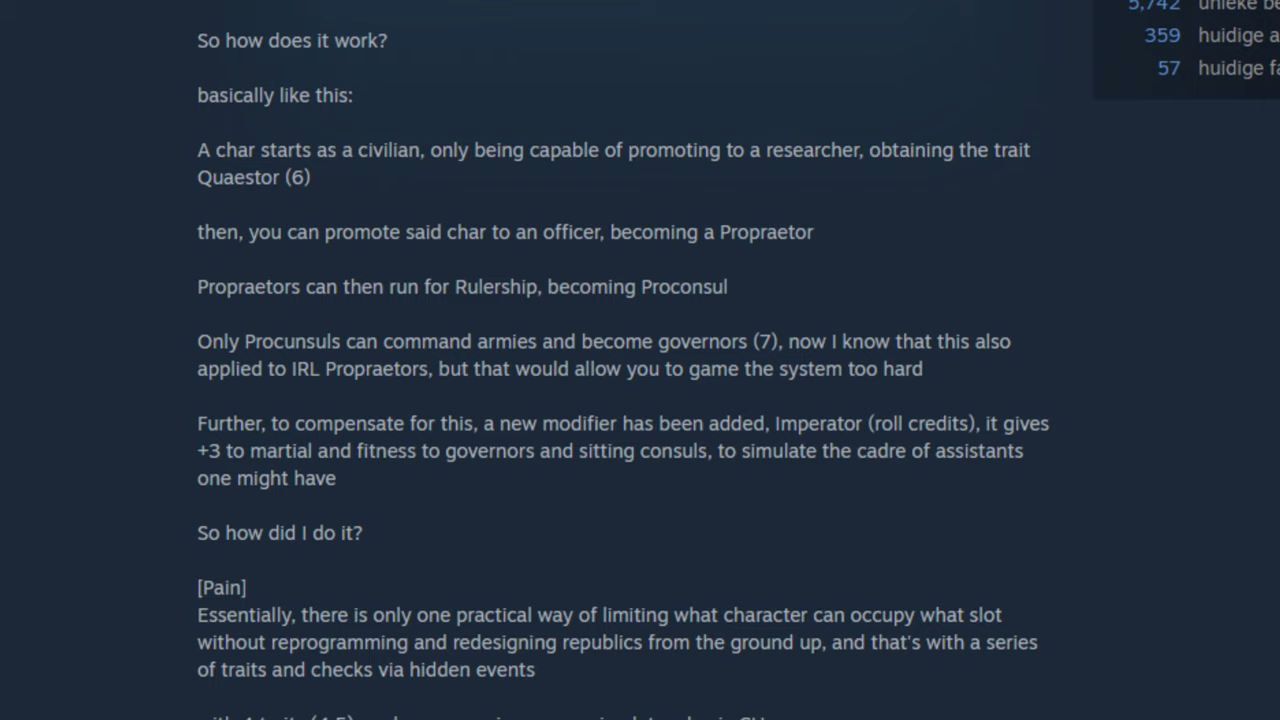 5,742 unieke be
359 huidige a
57 huidige fa
So how does it work?
basically like this:
A char starts as a civilian, only being capable of promoting to a researcher, obtaining the trait
Quaestor (6)
then, you can promote said char to an officer, becoming a Propraetor
Propraetors can then run for Rulership, becoming Proconsul
Only Procunsuls can command armies and become governors (7), now I know that this also
applied to IRL Propraetors, but that would allow you to game the system too hard
Further, to compensate for this, a new modifier has been added, Imperator (roll credits), it gives
+3 to martial and fitness to governors and sitting consuls, to simulate the cadre of assistants
one might have
So how did I do it?
[Pain]
Essentially, there is only one practical way of limiting what character can occupy what slot
without reprogramming and redesigning republics from the ground up, and that's with a series
of traits and checks via hidden events